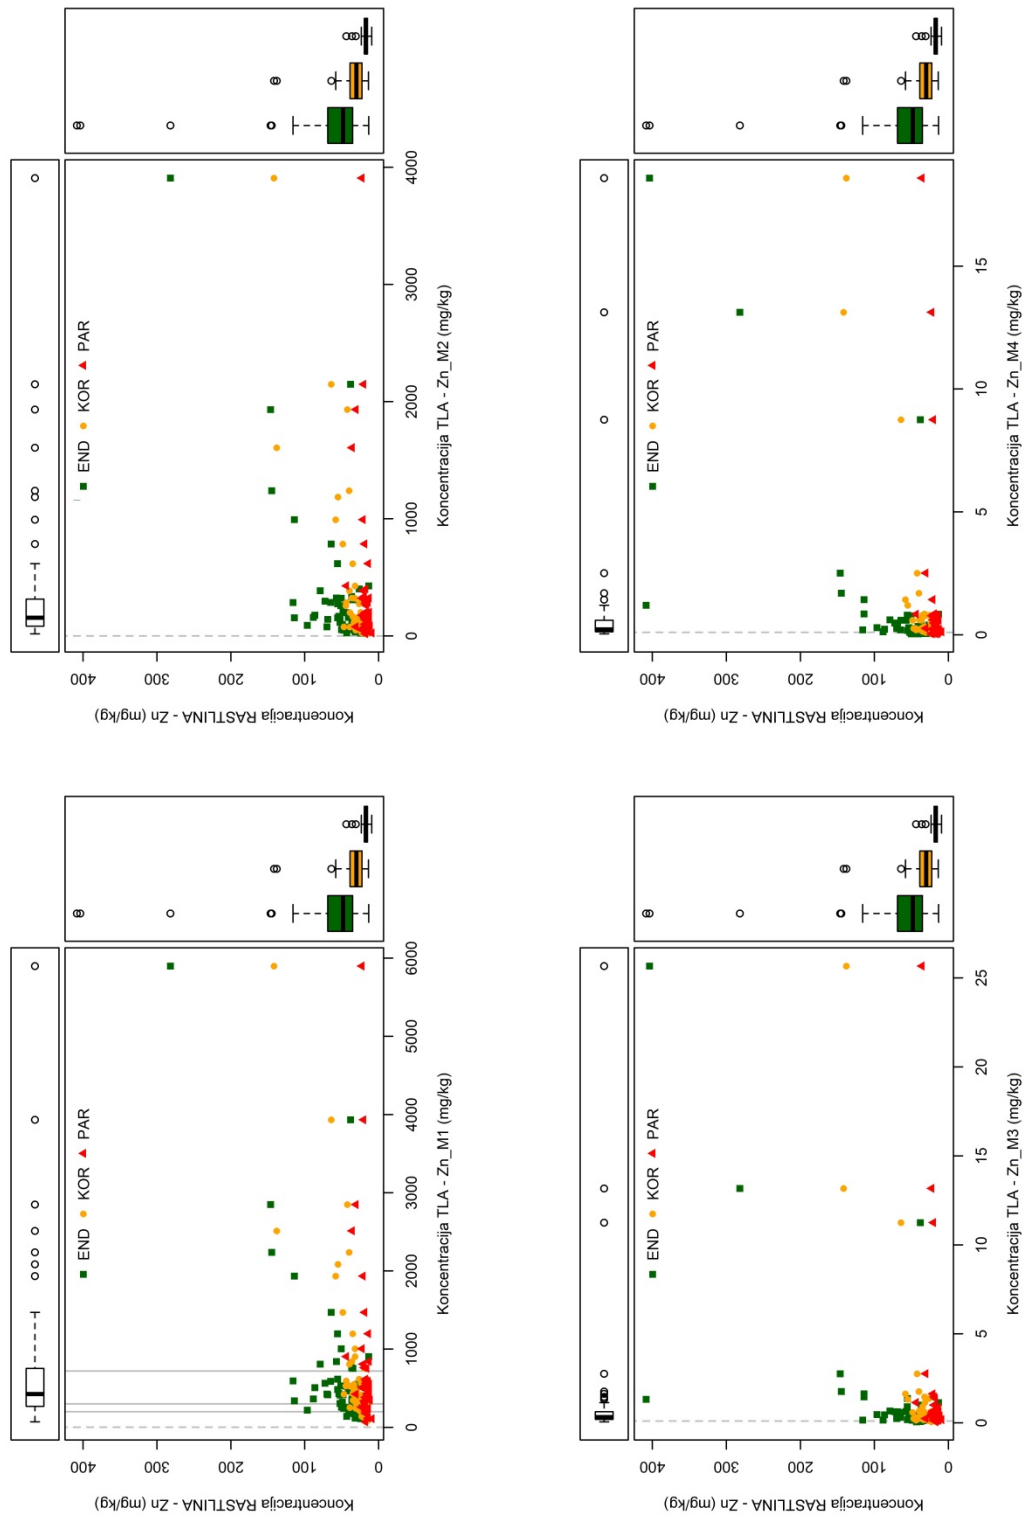 END KOR PAR
400
300
200
100
0
Koncentracija RASTLINA - Zn (mg/kg)
0 1000 2000 3000 4000 5000 6000
Koncentracija TLA - Zn_M1 (mg/kg)
END KOR PAR
400
300
200
100
0
Koncentracija RASTLINA - Zn (mg/kg)
0 1000 2000 3000 4000
Koncentracija TLA - Zn_M2 (mg/kg)
END KOR PAR
400
300
200
100
0
Koncentracija RASTLINA - Zn (mg/kg)
0 5 10 15 20 25
Koncentracija TLA - Zn_M3 (mg/kg)
END KOR PAR
400
300
200
100
0
Koncentracija RASTLINA - Zn (mg/kg)
0 5 10 15
Koncentracija TLA - Zn_M4 (mg/kg)